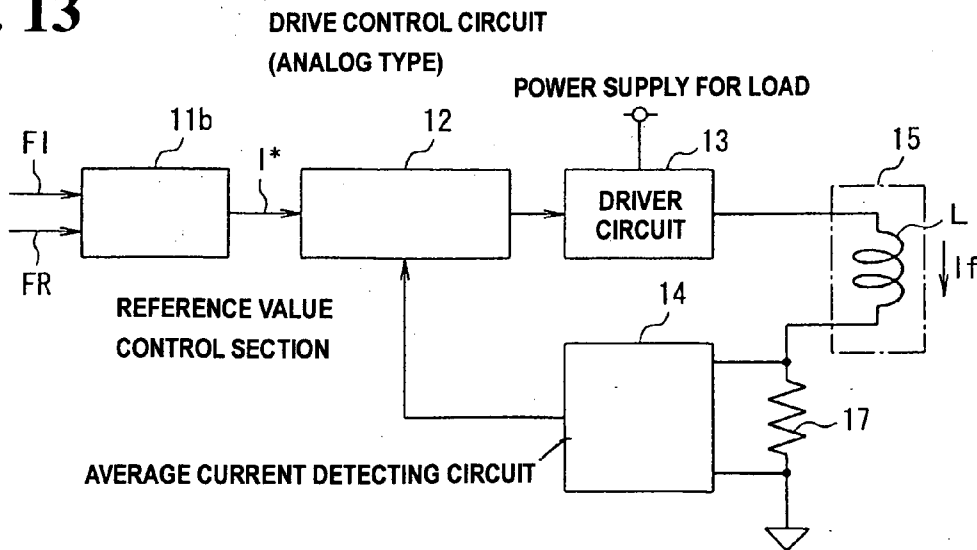 . 13
DRIVE CONTROL CIRCUIT
(ANALOG TYPE)
POWER SUPPLY FOR LOAD
FI
11b
I*
12
13
15
DRIVER
CIRCUIT
L
If
FR
REFERENCE VALUE
CONTROL SECTION
14
17
AVERAGE CURRENT DETECTING CIRCUIT